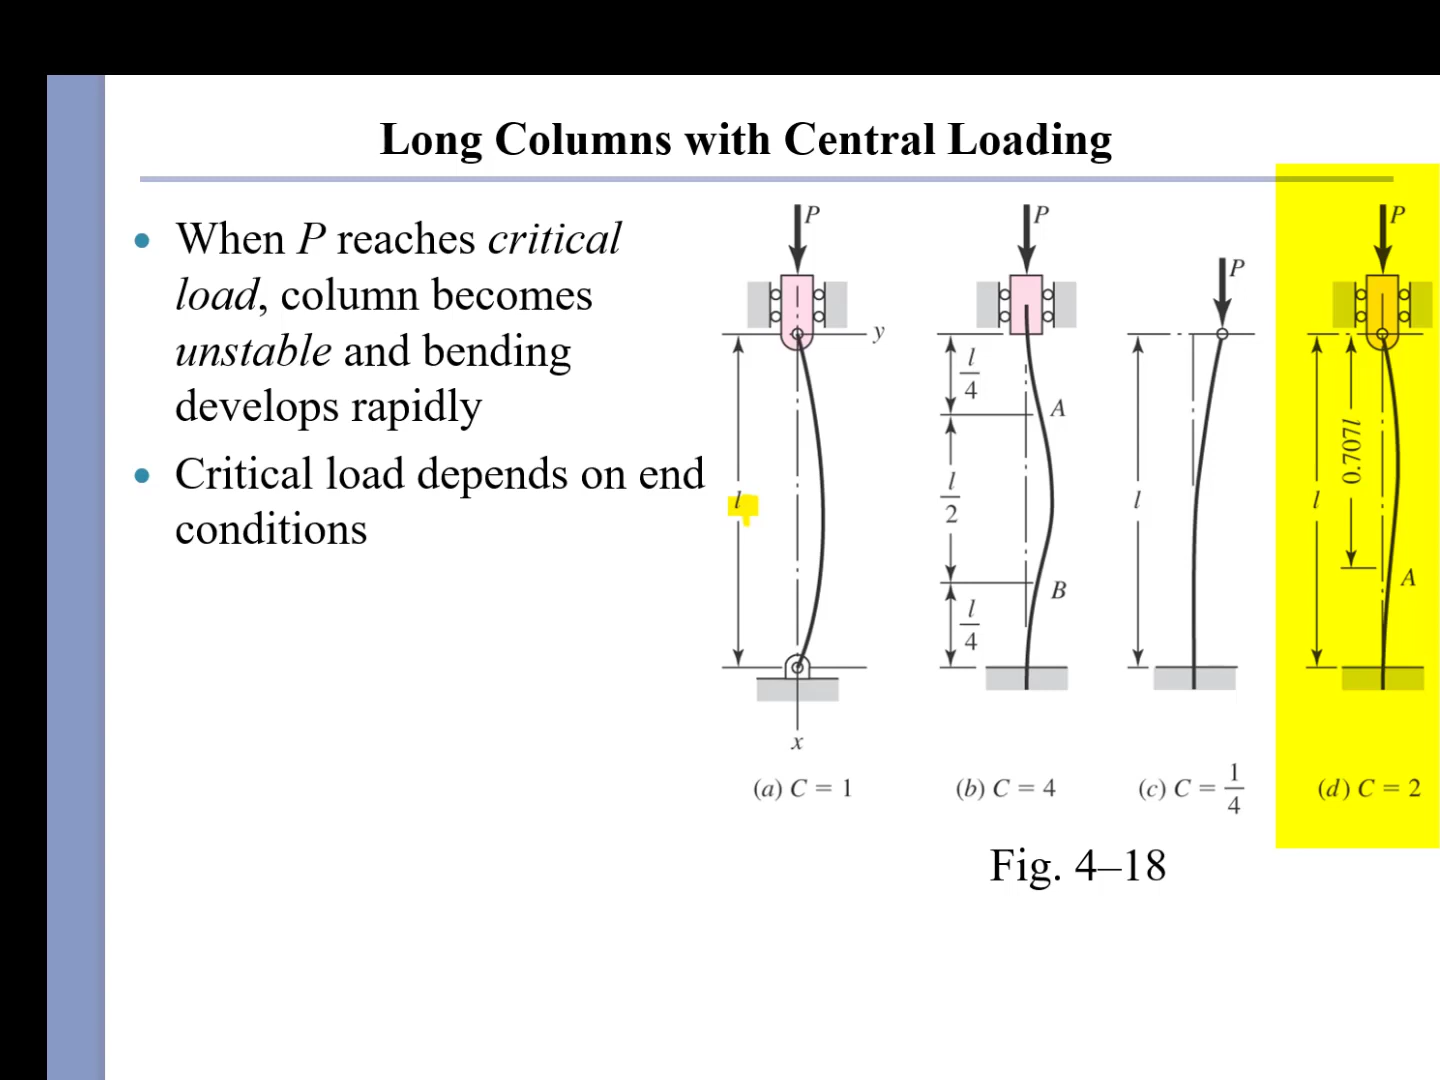 Long Columns with Central Loading
• When P reaches critical
load, column becomes
unstable and bending
develops rapidly
• Critical load depends on end
conditions
P
y
l
x
(a) C = 1
P
l/4
A
l/2
B
l/4
(b) C = 4
P
l
(c) C = 1/4
P
0.707l
l
A
(d) C = 2
Fig. 4–18